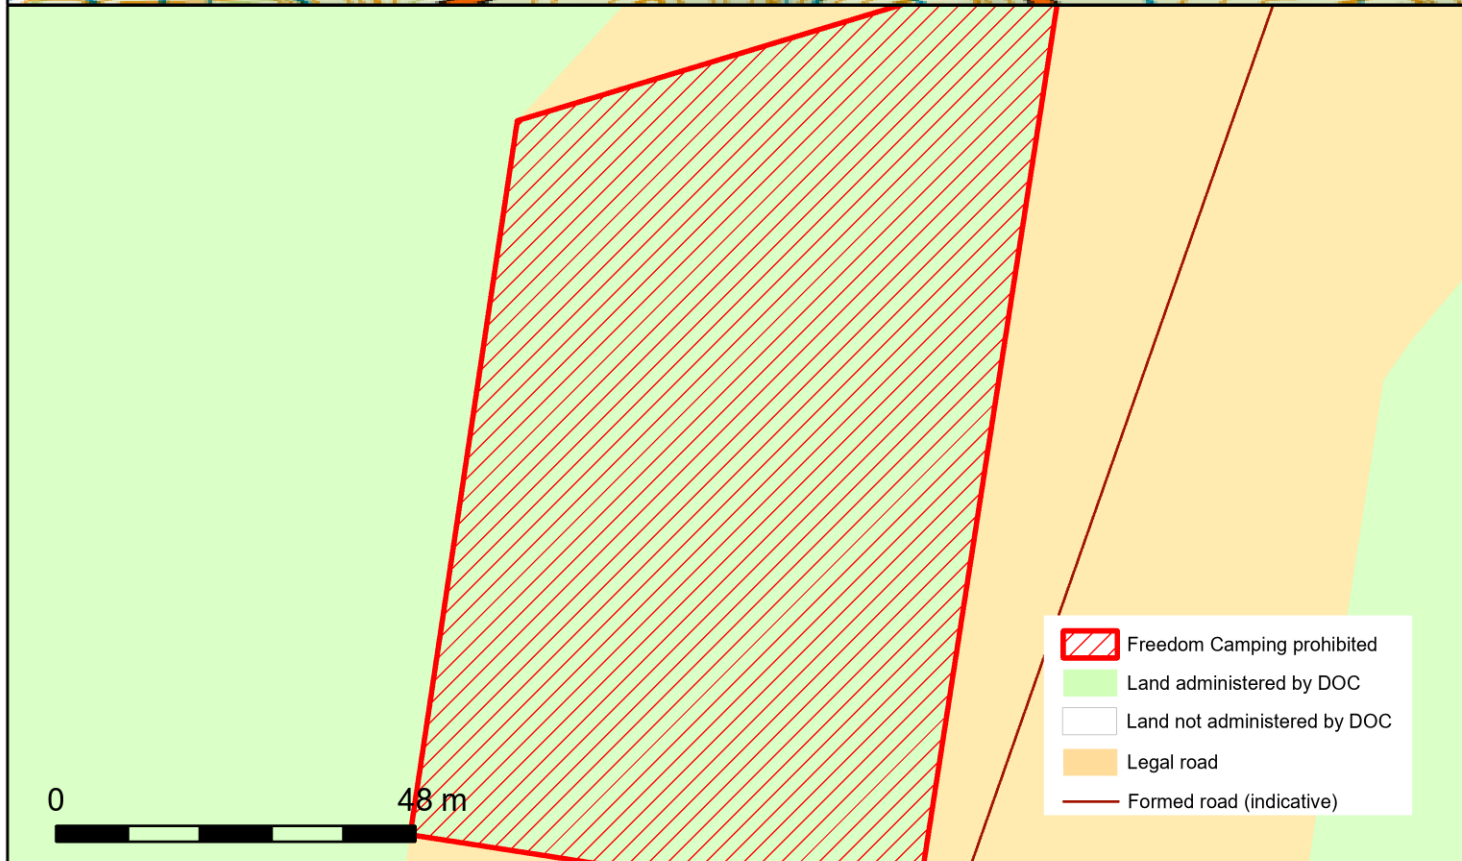 Freedom Camping prohibited
Land administered by DOC
Land not administered by DOC
Legal road
Formed road (indicative)
0 48 m